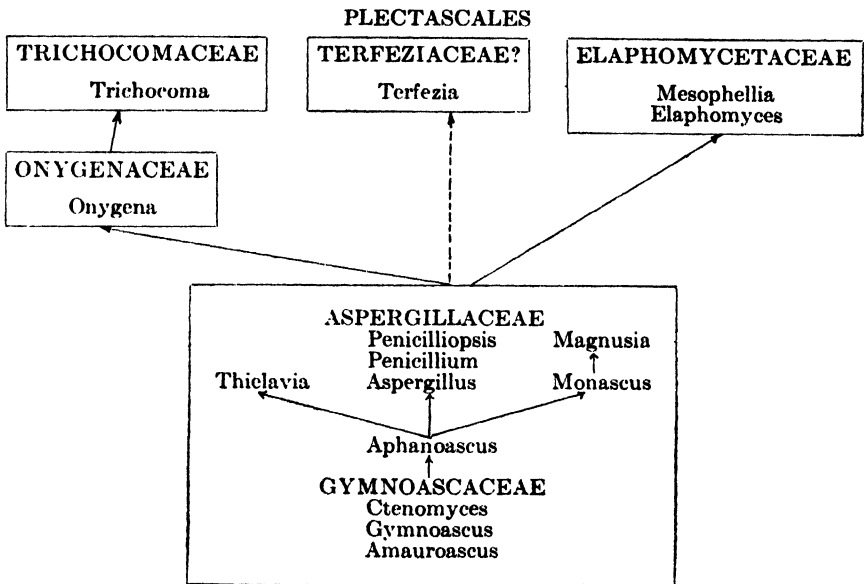 PLECTASCALES
TRICHOCOMACEAE
Trichocoma
TERFEZIACEAE?
Terfezia
ELAPHOMYCETACEAE
Mesophellia
Elaphomyces
ONYGENACEAE
Onygena
ASPERGILLACEAE
Penicilliopsis
Penicillium
Aspergillus
Thiclavia
Magnusia
Monascus
Aphanoascus
GYMNOASCACEAE
Ctenomyces
Gymnoascus
Amauroascus